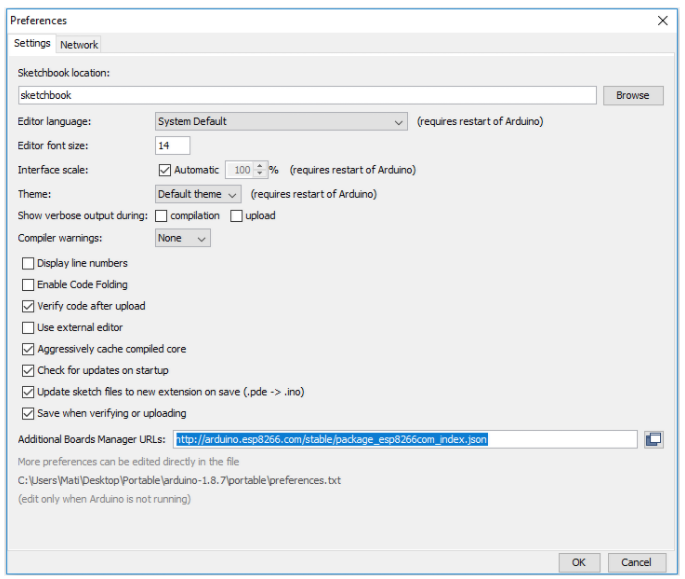 Preferences
Settings Network
Sketchbook location:
sketchbook Browse
Editor language: System Default (requires restart of Arduino)
Editor font size: 14
Interface scale: Automatic 100 % (requires restart of Arduino)
Theme: Default theme (requires restart of Arduino)
Show verbose output during: compilation upload
Compiler warnings: None
Display line numbers
Enable Code Folding
Verify code after upload
Use external editor
Aggressively cache compiled core
Check for updates on startup
Update sketch files to new extension on save (.pde -> .ino)
Save when verifying or uploading
Additional Boards Manager URLs: http://arduino.esp8266.com/stable/package_esp8266com_index.json
More preferences can be edited directly in the file
C:\Users\Mati\Desktop\Portable\arduino-1.8.7\portable\preferences.txt
(edit only when Arduino is not running)
OK Cancel